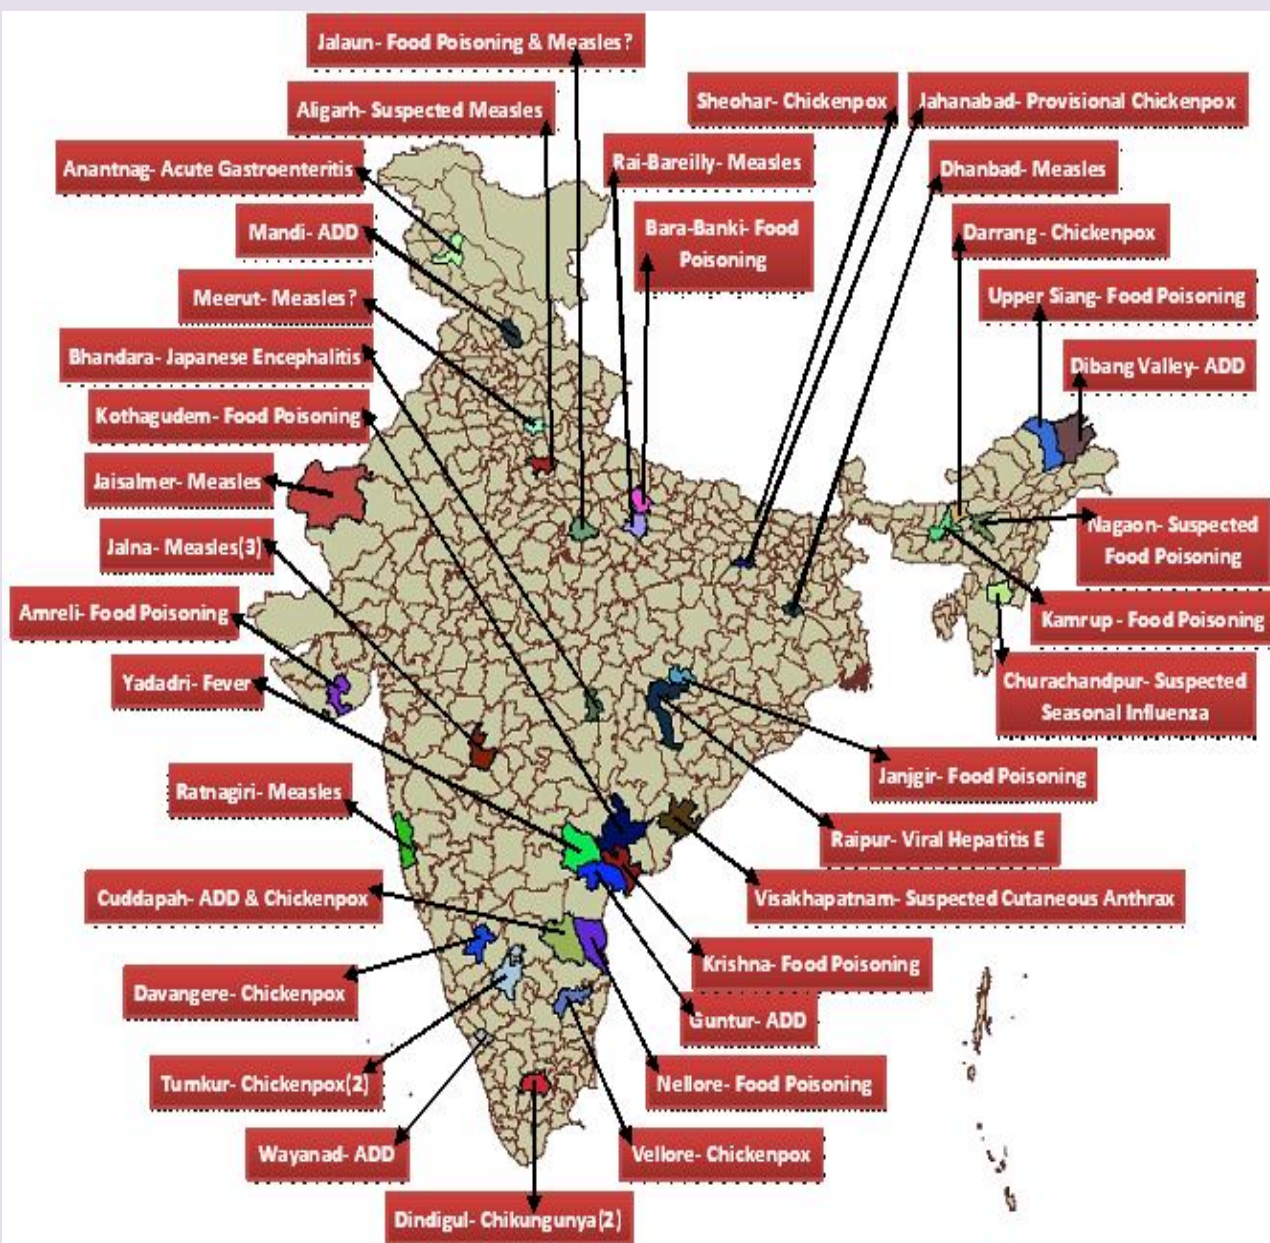 Jalaun- Food Poisoning & Measles?
Aligarh- Suspected Measles
Sheohar- Chickenpox
Jahanabad- Provisional Chickenpox
Anantnag- Acute Gastroenteritis
Rai-Bareilly- Measles
Dhanbad- Measles
Mandi- ADD
Bara-Banki- Food
Poisoning
Darrang - Chickenpox
Meerut- Measles?
Upper Siang- Food Poisoning
Bhandara- Japanese Encephalitis
Dibang Valley- ADD
Kothagudem- Food Poisoning
Jaisalmer- Measles
Nagaon- Suspected
Food Poisoning
Jalna- Measles(3)
Amreli- Food Poisoning
Kamrup - Food Poisoning
Yadadri- Fever
Churachandpur- Suspected
Seasonal Influenza
Ratnagiri- Measles
Janjgir- Food Poisoning
Raipur- Viral Hepatitis E
Cuddapah- ADD & Chickenpox
Visakhapatnam- Suspected Cutaneous Anthrax
Davangere- Chickenpox
Krishna- Food Poisoning
Guntur- ADD
Tumkur- Chickenpox(2)
Nellore- Food Poisoning
Wayanad- ADD
Vellore- Chickenpox
Dindigul- Chikungunya(2)